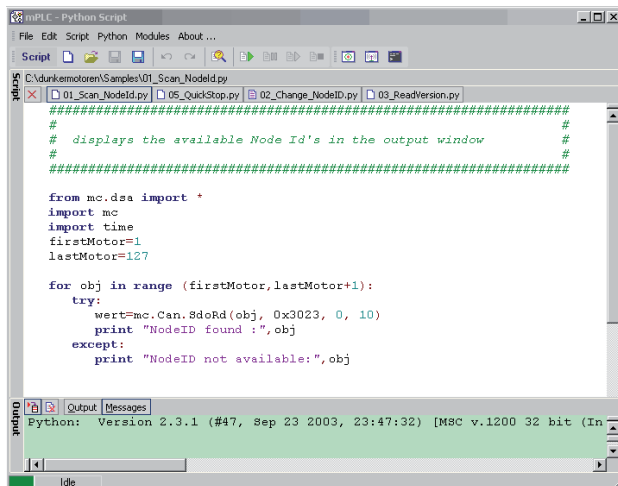 mPLC - Python Script
File Edit Script Python Modules About ...
Script
Script
C:\dunkermotoren\Samples\01_Scan_NodeId.py
01_Scan_NodeId.py 05_QuickStop.py 02_Change_NodeID.py 03_ReadVersion.py
##################################################################
# #
# displays the available Node Id's in the output window #
# #
##################################################################
from mc.dsa import *
import mc
import time
firstMotor=1
lastMotor=127
for obj in range (firstMotor,lastMotor+1):
try:
wert=mc.Can.SdoRd(obj, 0x3023, 0, 10)
print "NodeID found :",obj
except:
print "NodeID not available:",obj
Output
Output Messages
Python: Version 2.3.1 (#47, Sep 23 2003, 23:47:32) [MSC v.1200 32 bit (In
Idle